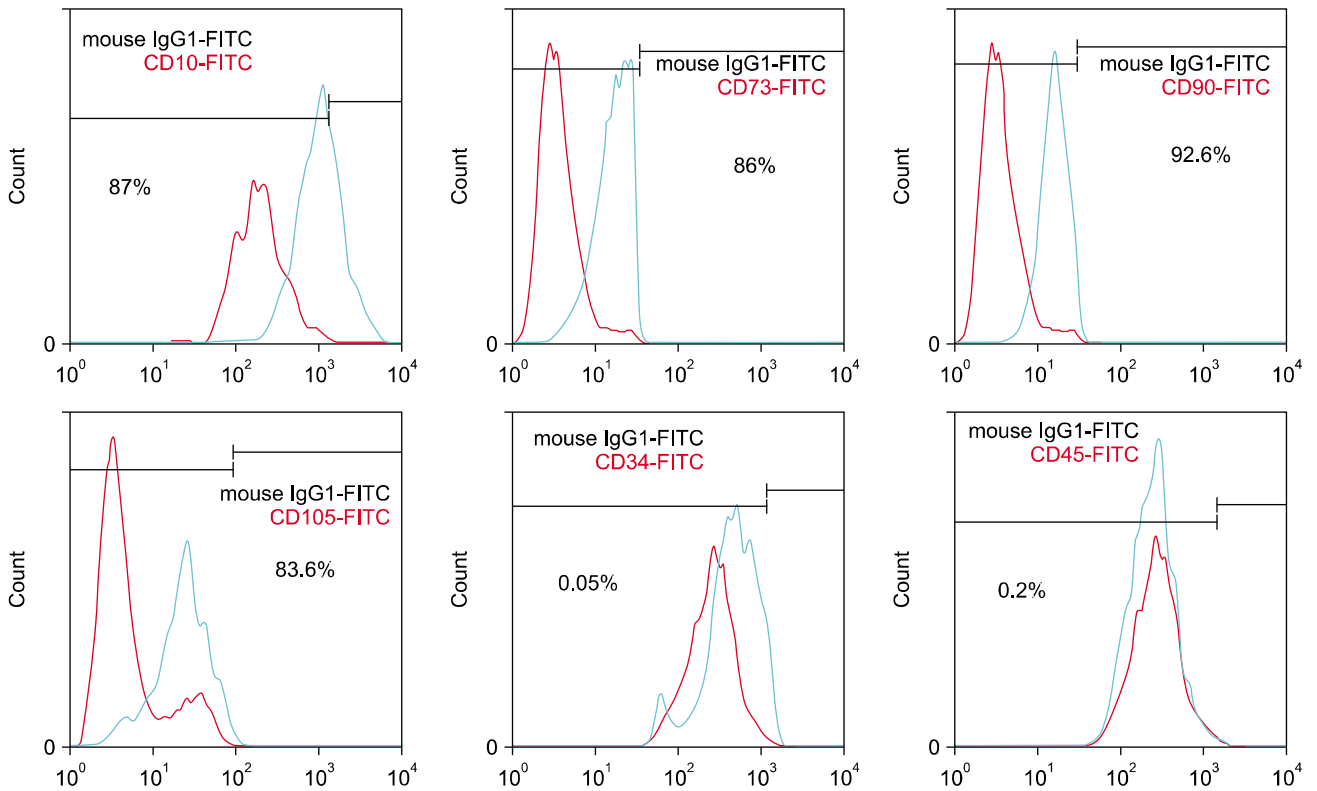 mouse IgG1-FITC
CD10-FITC
87%
Count
0
10⁰ 10¹ 10² 10³ 10⁴
mouse IgG1-FITC
CD73-FITC
86%
Count
0
10⁰ 10¹ 10² 10³ 10⁴
mouse IgG1-FITC
CD90-FITC
92.6%
Count
0
10⁰ 10¹ 10² 10³ 10⁴
mouse IgG1-FITC
CD105-FITC
83.6%
Count
0
10⁰ 10¹ 10² 10³ 10⁴
mouse IgG1-FITC
CD34-FITC
0.05%
Count
0
10⁰ 10¹ 10² 10³ 10⁴
mouse IgG1-FITC
CD45-FITC
0.2%
Count
0
10⁰ 10¹ 10² 10³ 10⁴